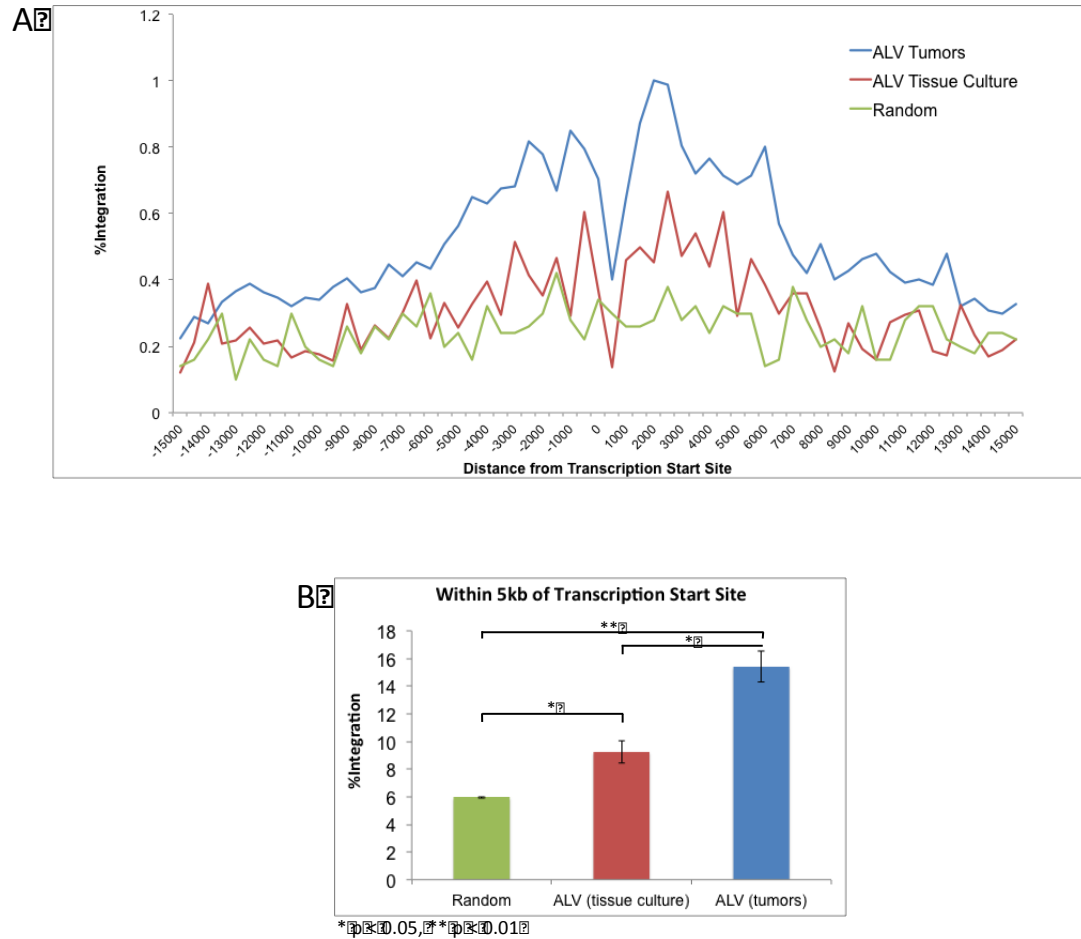 A
1.2
1
0.8
0.6
0.4
0.2
0
%Integration
ALV Tumors
ALV Tissue Culture
Random
-15000 -14000 -13000 -12000 -11000 -10000 -9000 -8000 -7000 -6000 -5000 -4000 -3000 -2000 -1000 0 1000 2000 3000 4000 5000 6000 7000 8000 9000 10000 11000 12000 13000 14000 15000
Distance from Transcription Start Site
B
Within 5kb of Transcription Start Site
18
16
14
12
10
8
6
4
2
0
%Integration
**
*
*
Random ALV (tissue culture) ALV (tumors)
* p < 0.05, ** p < 0.01